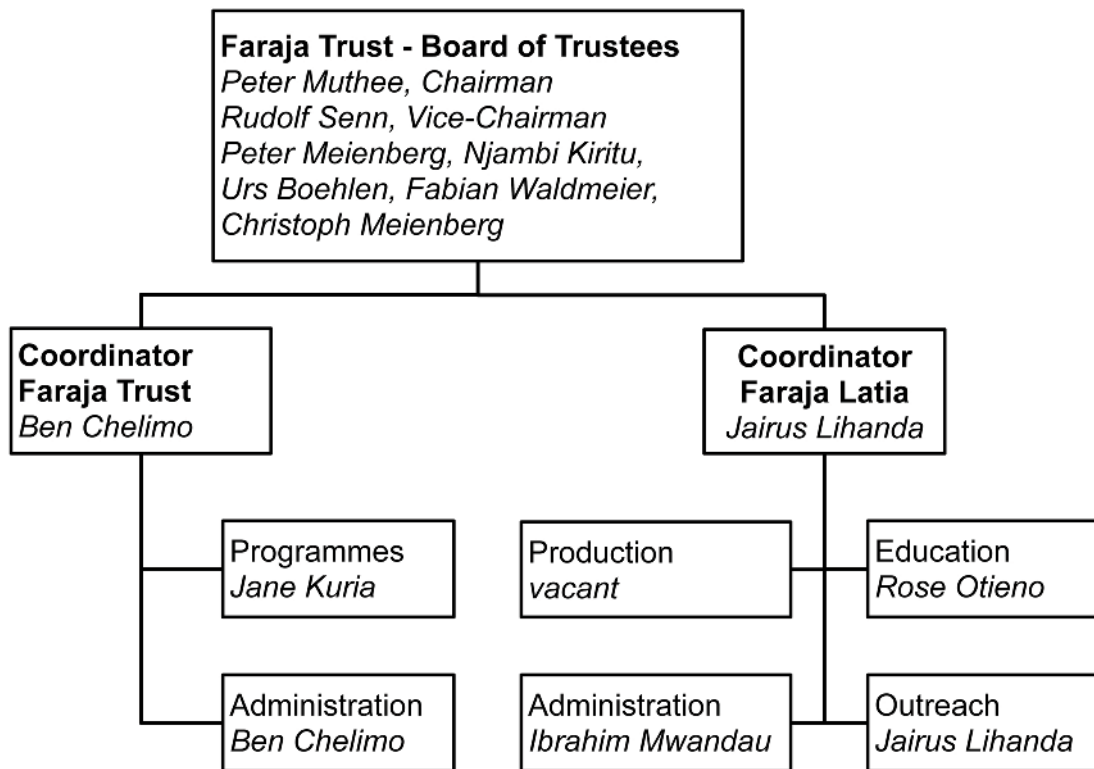 Faraja Trust - Board of Trustees
Peter Muthee, Chairman
Rudolf Senn, Vice-Chairman
Peter Meienberg, Njambi Kiritu,
Urs Boehlen, Fabian Waldmeier,
Christoph Meienberg
Coordinator
Faraja Trust
Ben Chelimo
Coordinator
Faraja Latia
Jairus Lihanda
Programmes
Jane Kuria
Production
vacant
Education
Rose Otieno
Administration
Ben Chelimo
Administration
Ibrahim Mwandau
Outreach
Jairus Lihanda